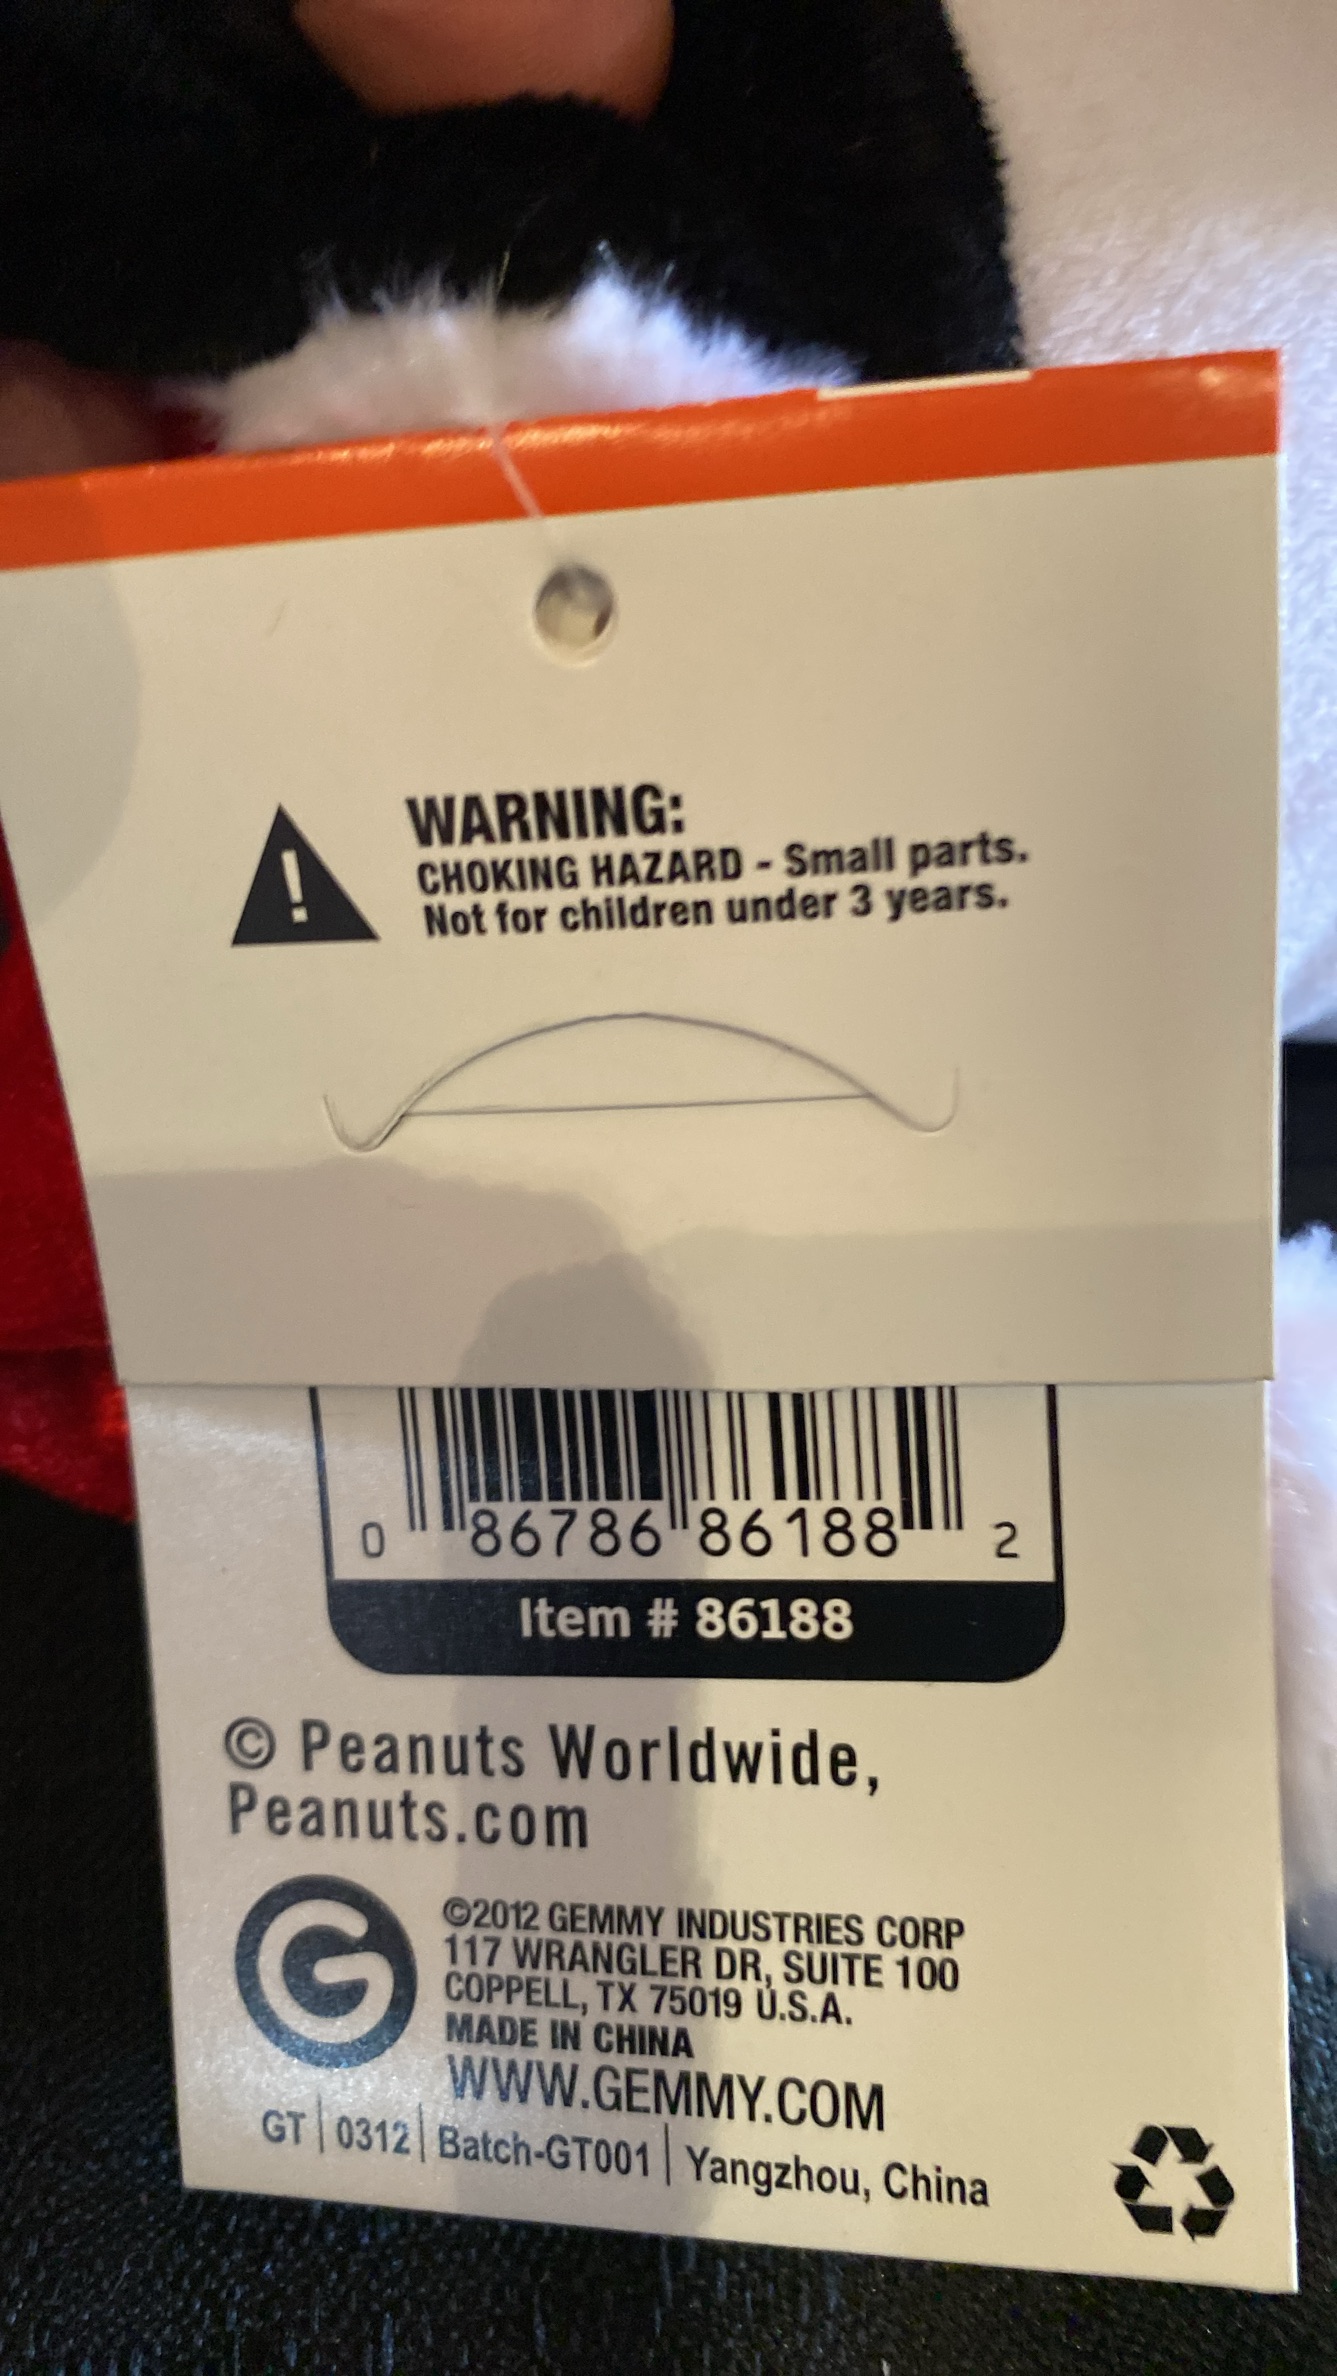 WARNING:
CHOKING HAZARD - Small parts.
Not for children under 3 years.
0 86786 86188 2
Item # 86188
© Peanuts Worldwide,
Peanuts.com
G
©2012 GEMMY INDUSTRIES CORP
117 WRANGLER DR, SUITE 100
COPPELL, TX 75019 U.S.A.
MADE IN CHINA
WWW.GEMMY.COM
GT | 0312 | Batch-GT001 | Yangzhou, China